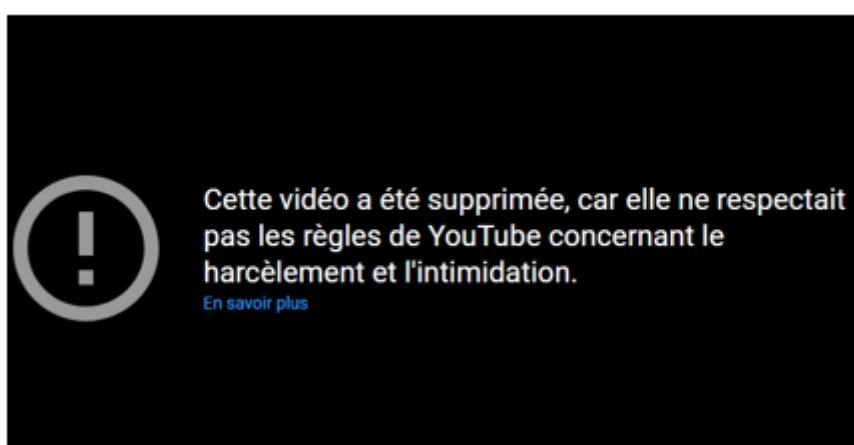 Cette vidéo a été supprimée, car elle ne respectait
pas les règles de YouTube concernant le
harcèlement et l'intimidation.
En savoir plus